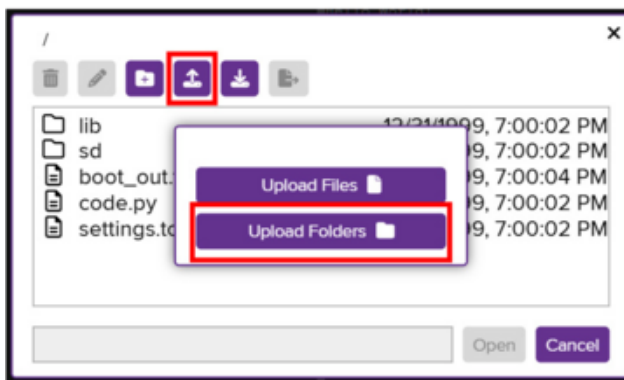 /
×
lib 12/31/1999, 7:00:02 PM
sd 99, 7:00:02 PM
boot_out. 99, 7:00:04 PM
Upload Files
code.py 99, 7:00:02 PM
settings.to 99, 7:00:02 PM
Upload Folders
Open Cancel